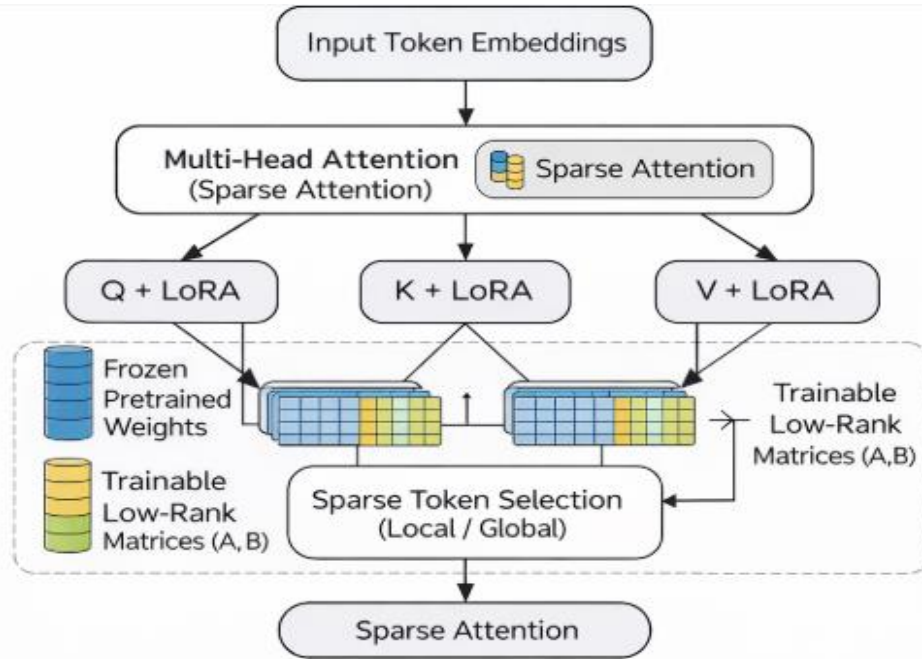 Input Token Embeddings
Multi-Head Attention
(Sparse Attention)
Sparse Attention
Q + LoRA
K + LoRA
V + LoRA
Frozen
Pretrained
Weights
Trainable
Low-Rank
Matrices (A, B)
Trainable
Low-Rank
Matrices (A,B)
Sparse Token Selection
(Local / Global)
Sparse Attention